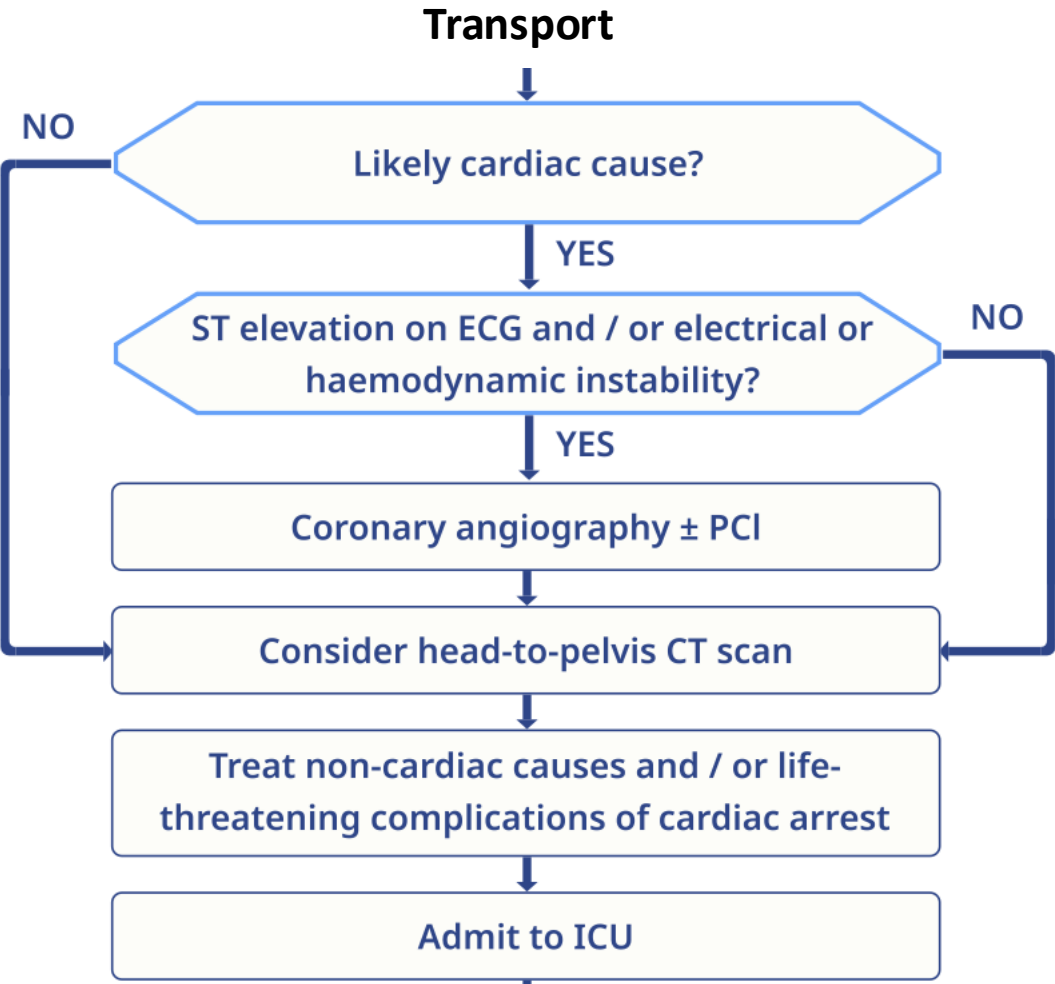 Transport
NO
Likely cardiac cause?
YES
NO
ST elevation on ECG and / or electrical or
haemodynamic instability?
YES
Coronary angiography ± PCl
Consider head-to-pelvis CT scan
Treat non-cardiac causes and / or life-
threatening complications of cardiac arrest
Admit to ICU